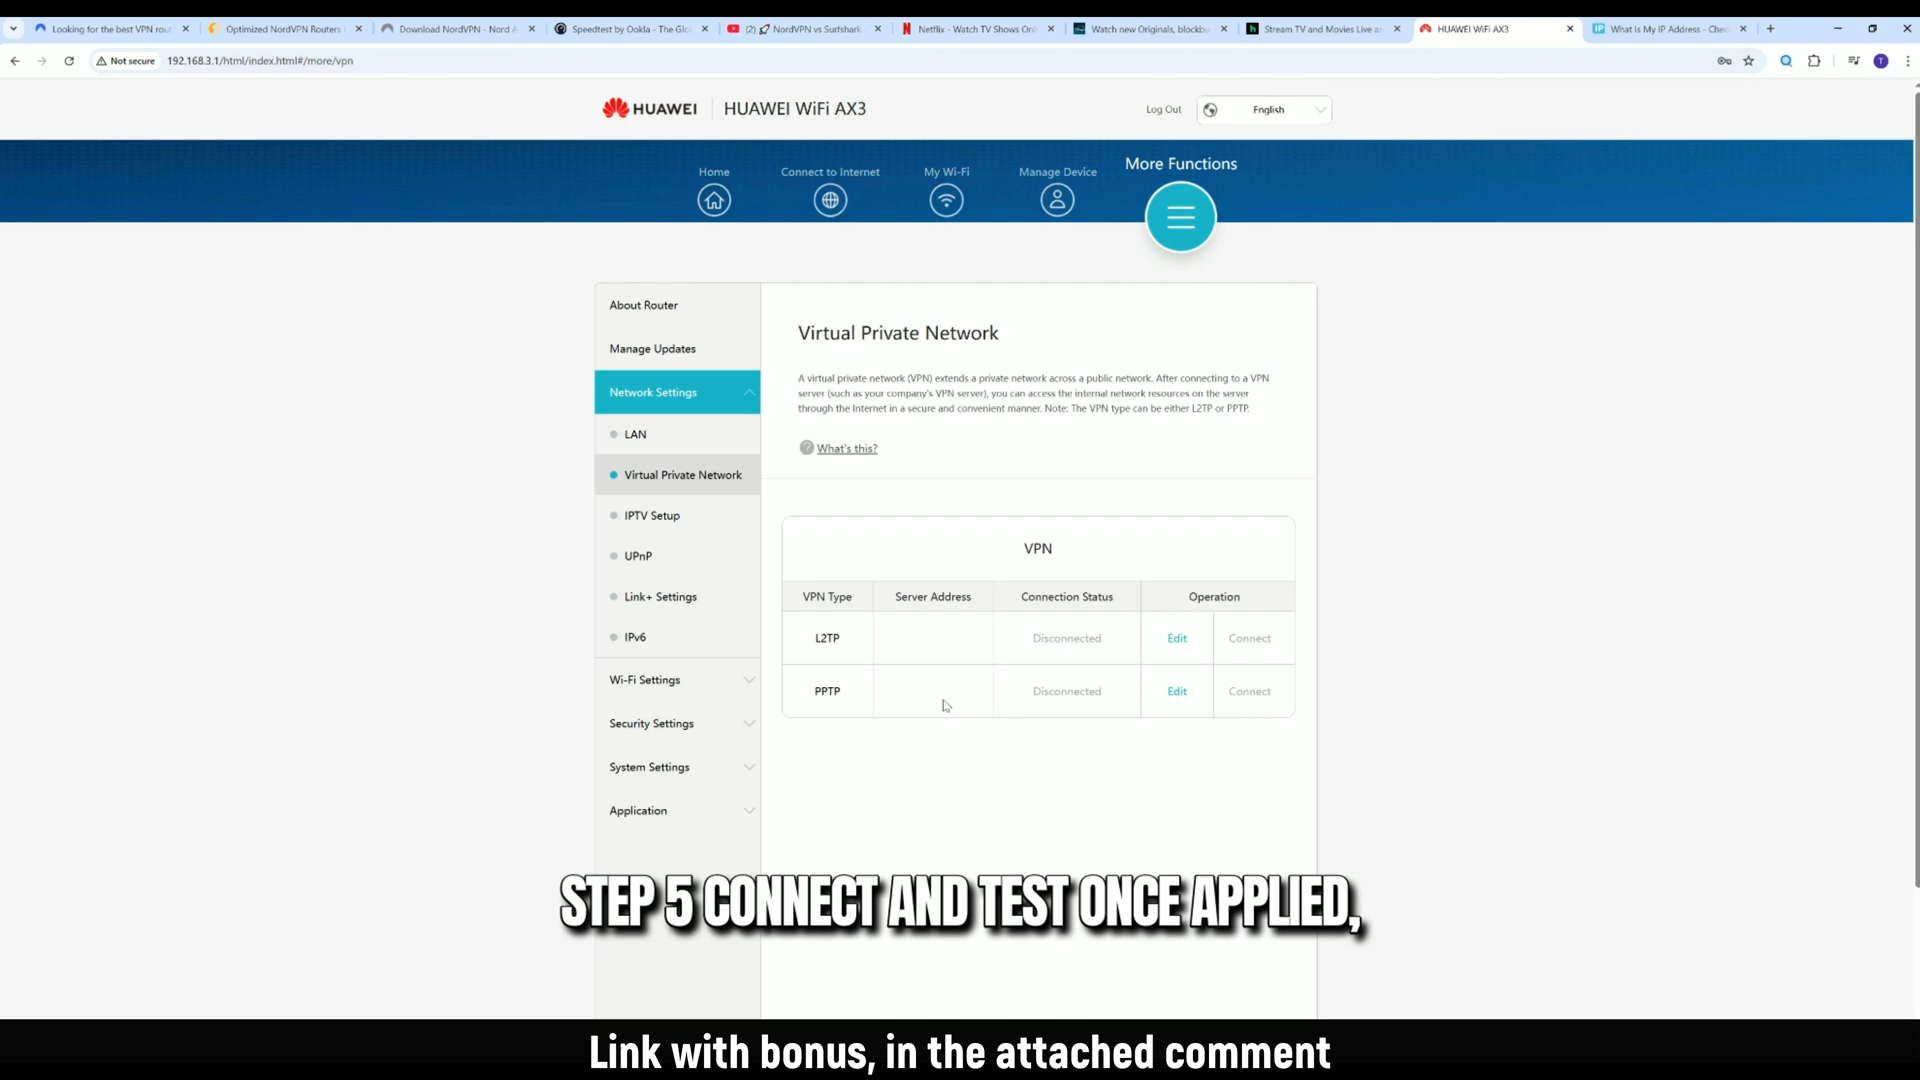 Looking for the best VPN rout
Optimized NordVPN Routers
Download NordVPN - Nord A
Speedtest by Ookla - The Glo
(2) 🚀 NordVPN vs Surfshark
Netflix - Watch TV Shows Onl
Watch new Originals, blockbu
Stream TV and Movies Live a
HUAWEI WiFi AX3
What Is My IP Address - Chec
Not secure
192.168.3.1/html/index.html#/more/vpn
T
HUAWEI
HUAWEI WiFi AX3
Log Out
English
Home
Connect to Internet
My Wi-Fi
Manage Device
More Functions
About Router
Manage Updates
Network Settings
LAN
Virtual Private Network
IPTV Setup
UPnP
Link+ Settings
IPv6
Wi-Fi Settings
Security Settings
System Settings
Application
Virtual Private Network
A virtual private network (VPN) extends a private network across a public network. After connecting to a VPN
server (such as your company's VPN server), you can access the internal network resources on the server
through the Internet in a secure and convenient manner. Note: The VPN type can be either L2TP or PPTP.
? What's this?
VPN
VPN Type Server Address Connection Status Operation
L2TP Disconnected Edit Connect
PPTP Disconnected Edit Connect
STEP 5 CONNECT AND TEST ONCE APPLIED,
Link with bonus, in the attached comment